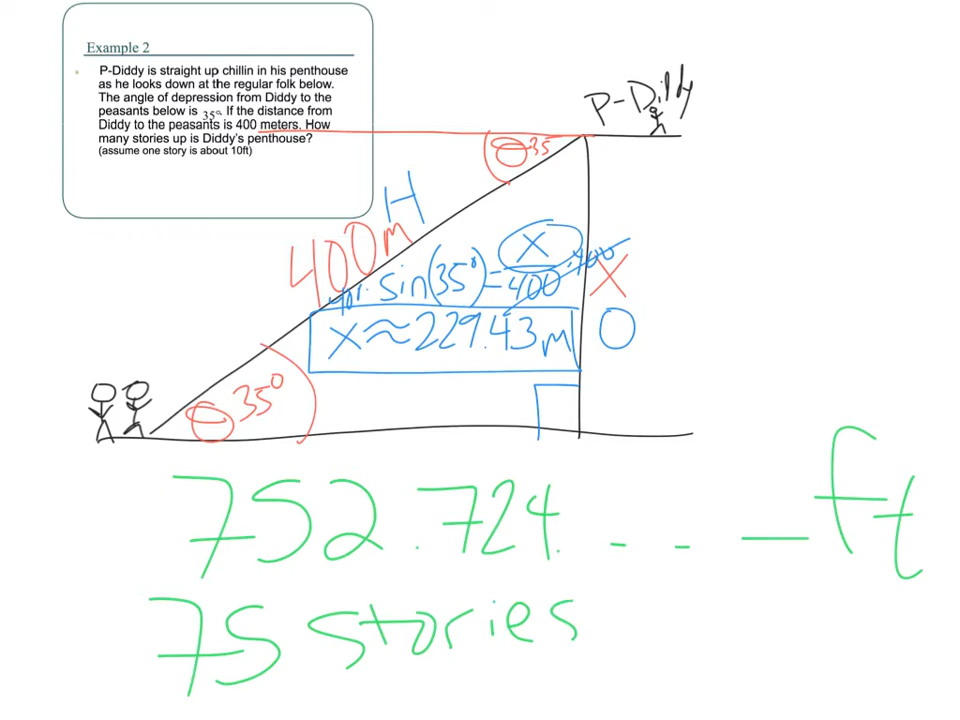 Example 2
P-Diddy is straight up chillin in his penthouse
as he looks down at the regular folk below.
The angle of depression from Diddy to the
peasants below is 35° If the distance from
Diddy to the peasants is 400 meters. How
many stories up is Diddy's penthouse?
(assume one story is about 10ft)
P-Diddy
θ 35
H
400m
400· sin(35°) = X/400 · 400
X
X ≈ 229.43 m
O
θ 35°
752.724... ft
75 stories